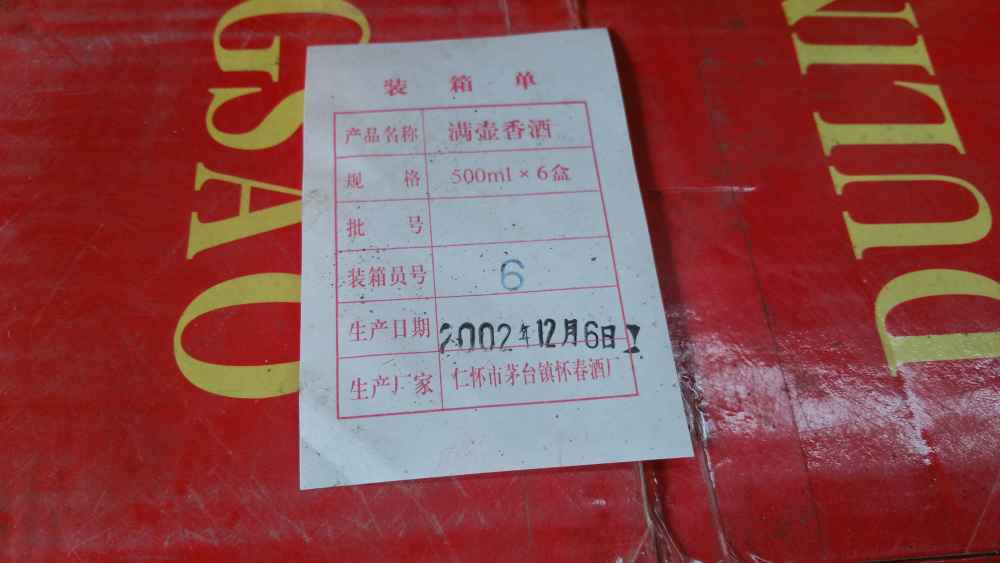 装 箱 单
产品名称 满壶香酒
规 格 500ml × 6盒
批 号
装箱员号 6
生产日期 2002年12月6日
生产厂家 仁怀市茅台镇怀春酒厂
GSAO
DULIN